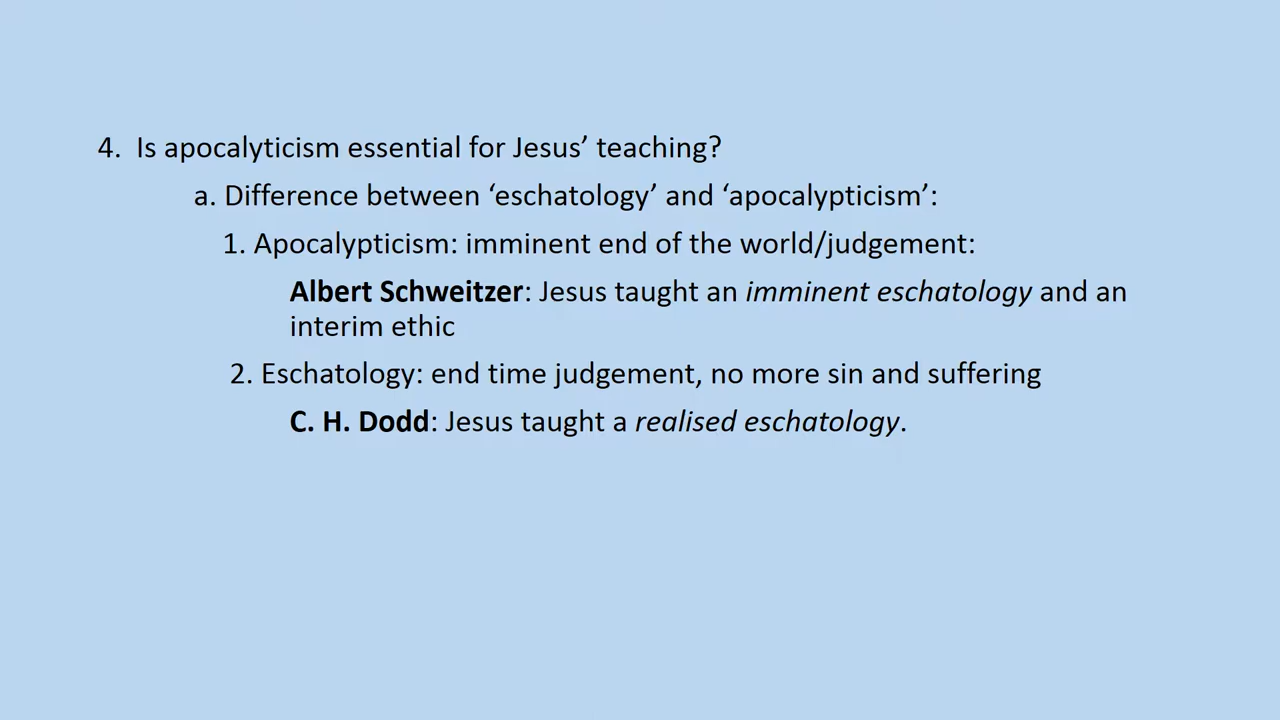 4. Is apocalyticism essential for Jesus’ teaching?
a. Difference between ‘eschatology’ and ‘apocalypticism’:
1. Apocalypticism: imminent end of the world/judgement:
Albert Schweitzer: Jesus taught an imminent eschatology and an
interim ethic
2. Eschatology: end time judgement, no more sin and suffering
C. H. Dodd: Jesus taught a realised eschatology.